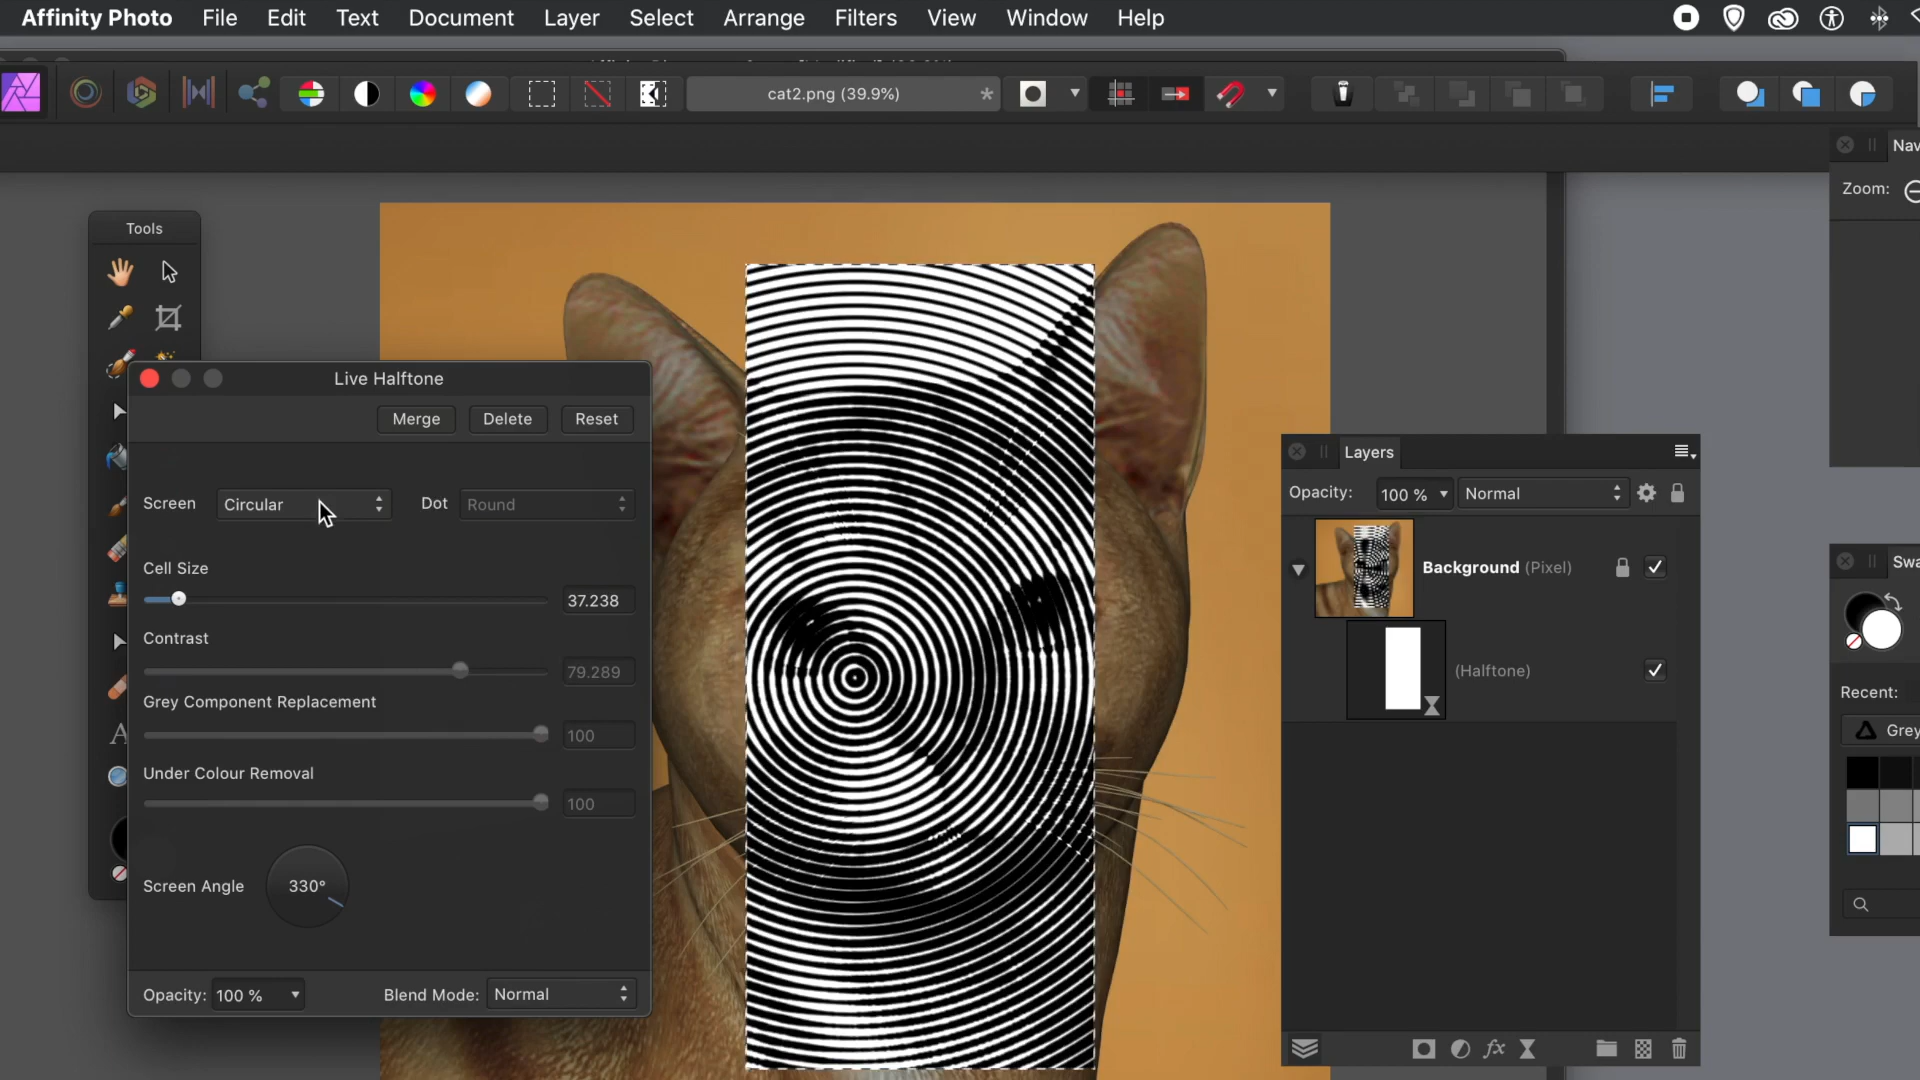 Affinity Photo File Edit Text Document Layer Select Arrange Filters View Window Help
cat2.png (39.9%) *
Nav
Zoom:
Tools
Live Halftone
Merge Delete Reset
Screen Circular Dot Round
Cell Size
37.238
Contrast
79.289
Grey Component Replacement
100
Under Colour Removal
100
Screen Angle 330°
Opacity: 100 % Blend Mode: Normal
Layers
Opacity: 100 % Normal
Background (Pixel)
(Halftone)
fx
Swa
Recent:
Grey